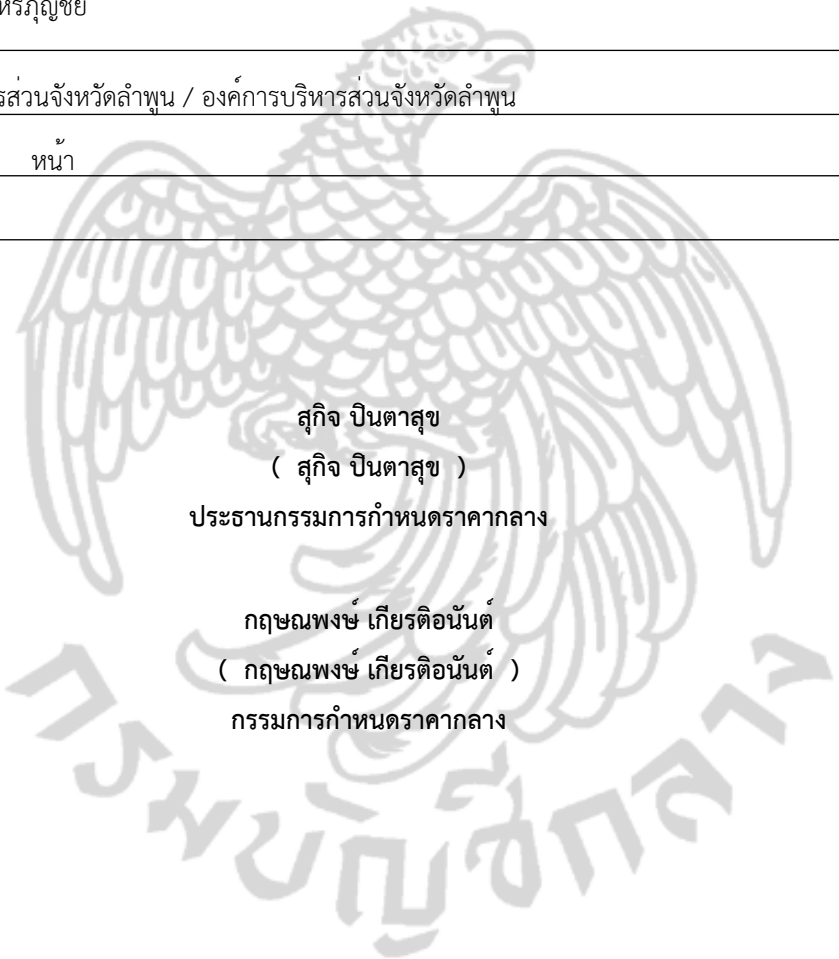 หริภุญชัย
รส่วนจังหวัดลำพูน / องค์การบริหารส่วนจังหวัดลำพูน
หน้า
สุกิจ ปินตาสุข
( สุกิจ ปินตาสุข )
ประธานกรรมการกำหนดราคากลาง
กฤษณพงษ์ เกียรติอนันต์
( กฤษณพงษ์ เกียรติอนันต์ )
กรรมการกำหนดราคากลาง
กรมบัญชีกลาง